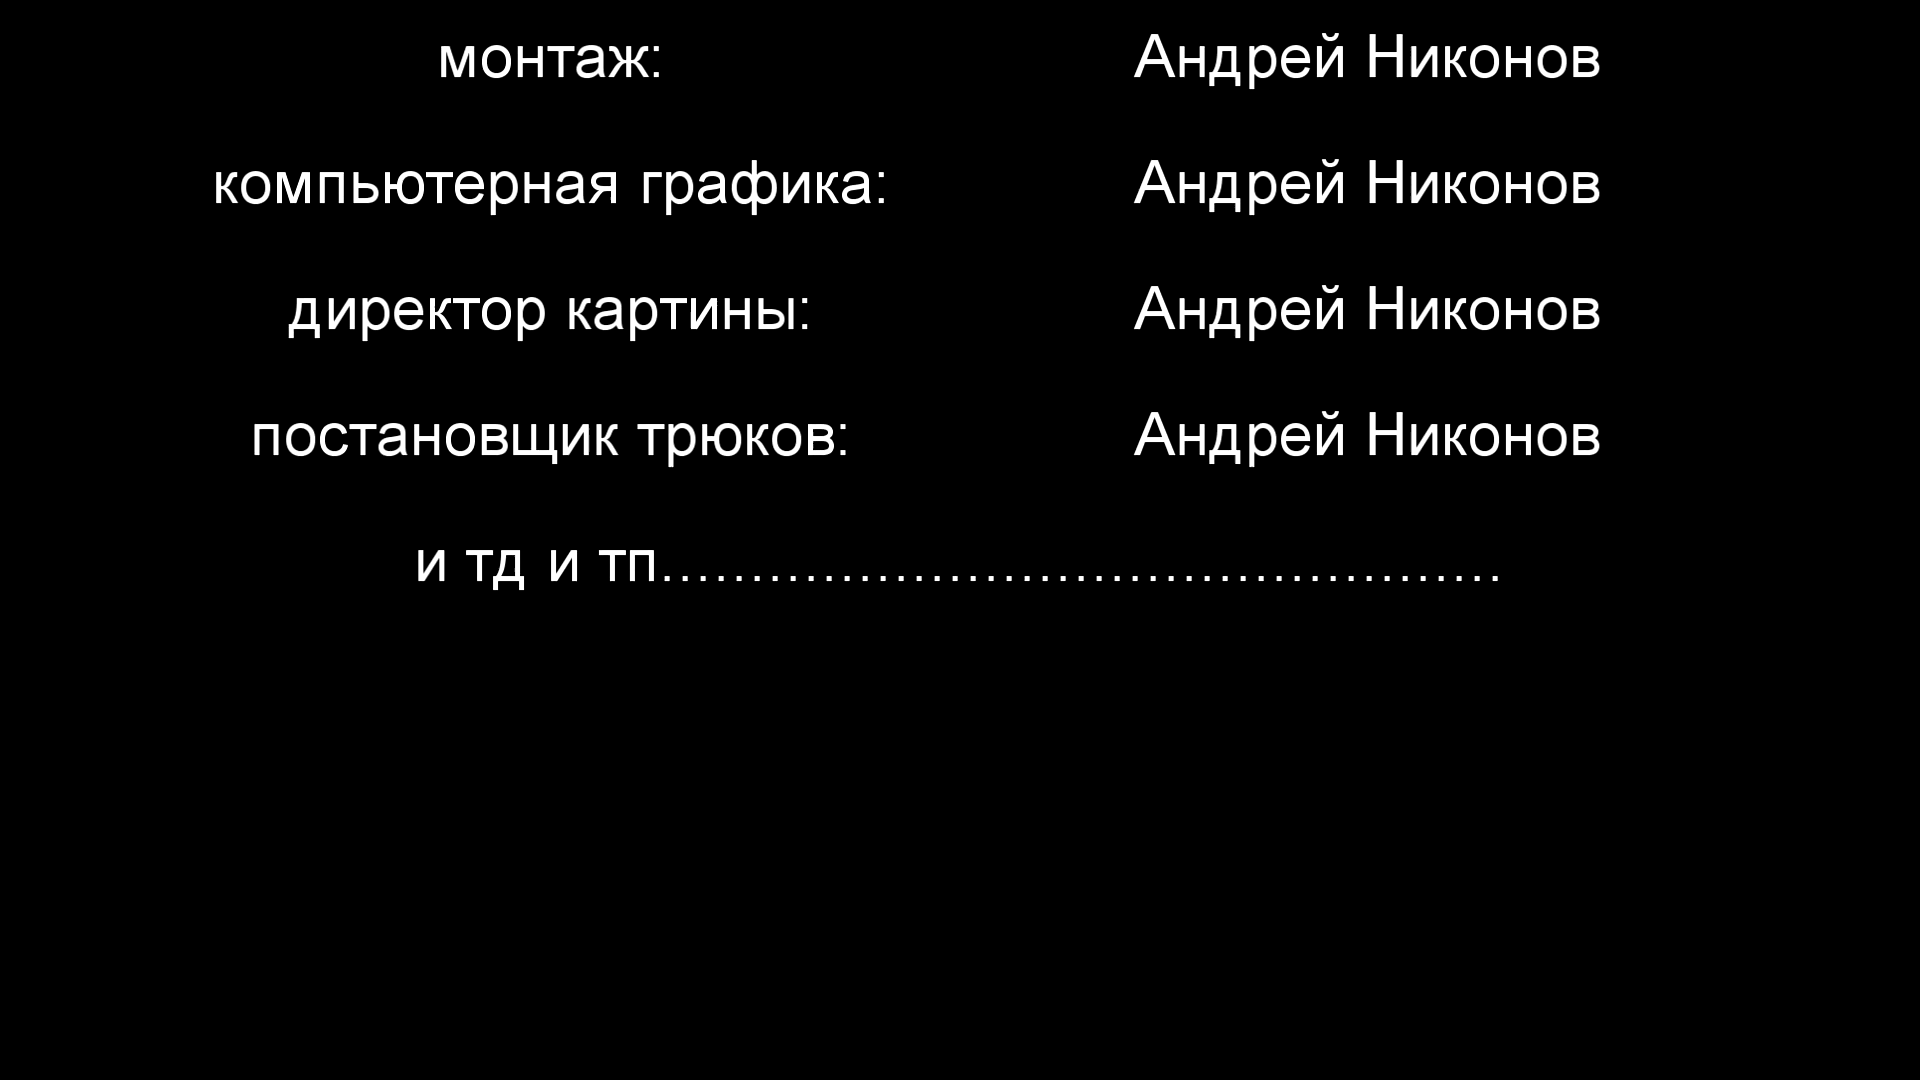 монтаж: Андрей Никонов
компьютерная графика: Андрей Никонов
директор картины: Андрей Никонов
постановщик трюков: Андрей Никонов
и тд и тп...............................................